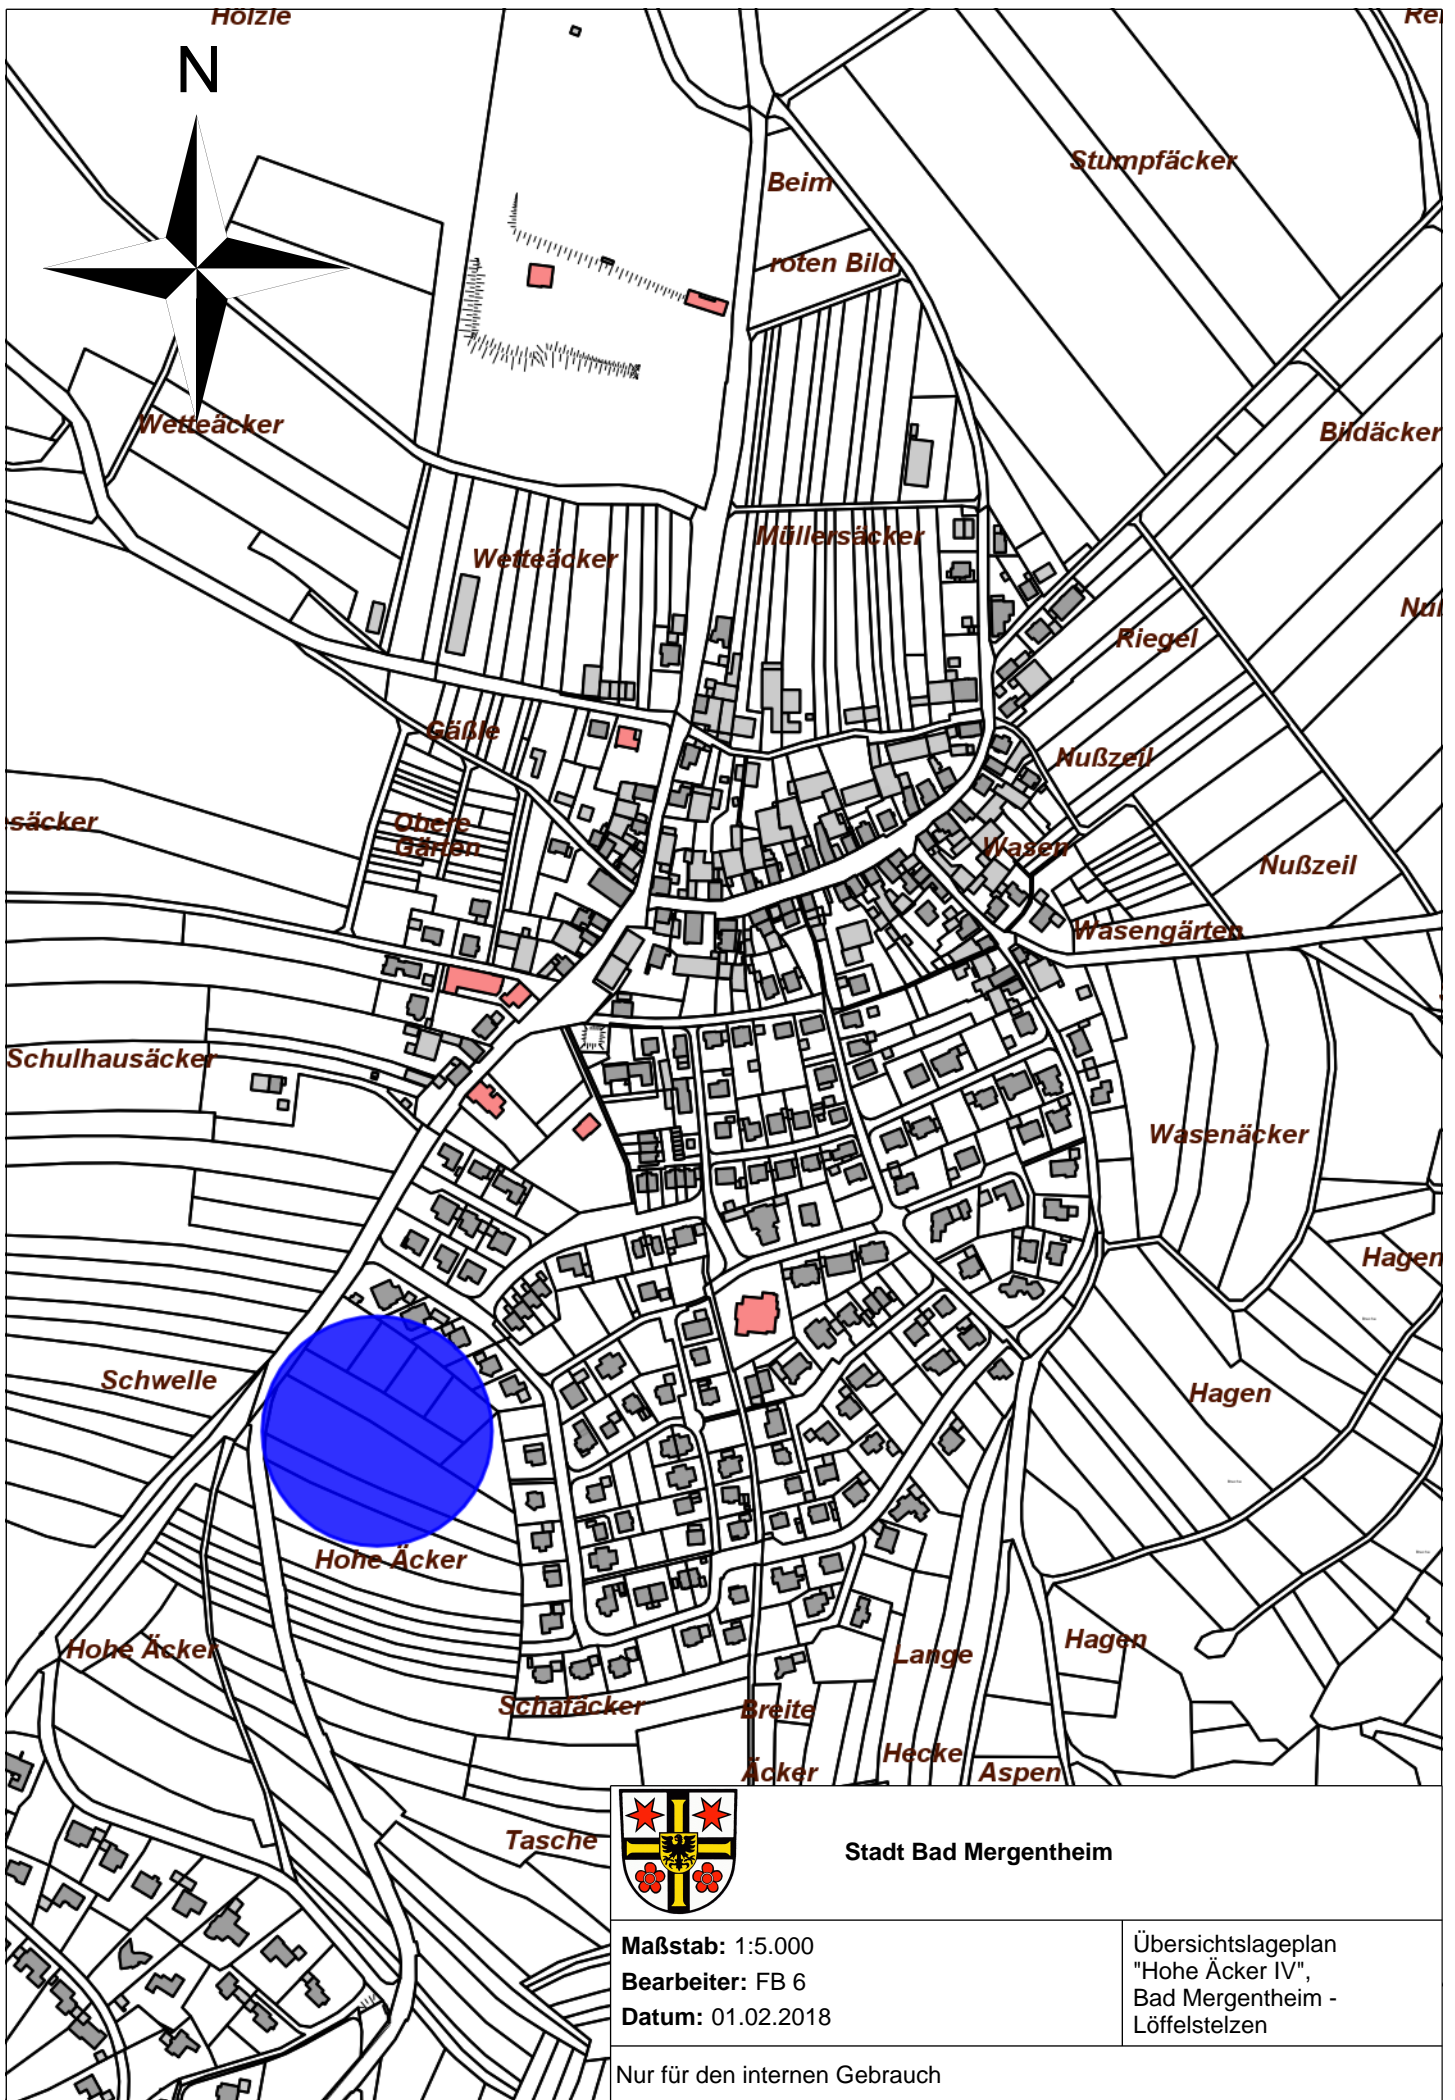 Hölzle
N
Beim
Stumpfäcker
roten Bild
Wetteäcker
Bildäcker
Müllersäcker
Wetteäcker
Riegel
Gäßle
Nußzeil
säcker
Obere
Gärten
Wasen
Nußzeil
Wasengärten
Schulhausäcker
Wasenäcker
Hagen
Schwelle
Hagen
Hohe Äcker
Hohe Äcker
Hagen
Lange
Schafäcker
Breite
Hecke
Äcker
Aspen
Tasche
Stadt Bad Mergentheim
Maßstab: 1:5.000
Bearbeiter: FB 6
Datum: 01.02.2018
Übersichtslageplan
"Hohe Äcker IV",
Bad Mergentheim -
Löffelstelzen
Nur für den internen Gebrauch